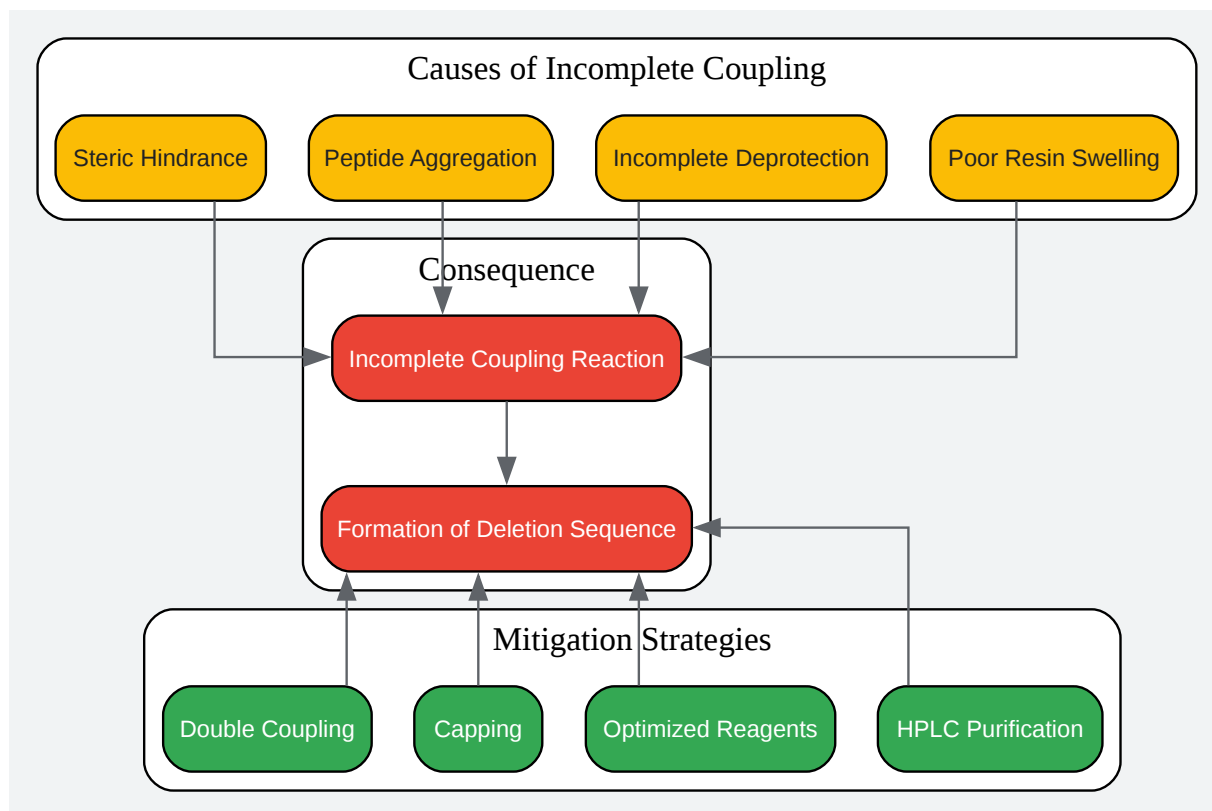 Causes of Incomplete Coupling
Steric Hindrance
Peptide Aggregation
Incomplete Deprotection
Poor Resin Swelling
Consequence
Incomplete Coupling Reaction
Formation of Deletion Sequence
Mitigation Strategies
Double Coupling
Capping
Optimized Reagents
HPLC Purification